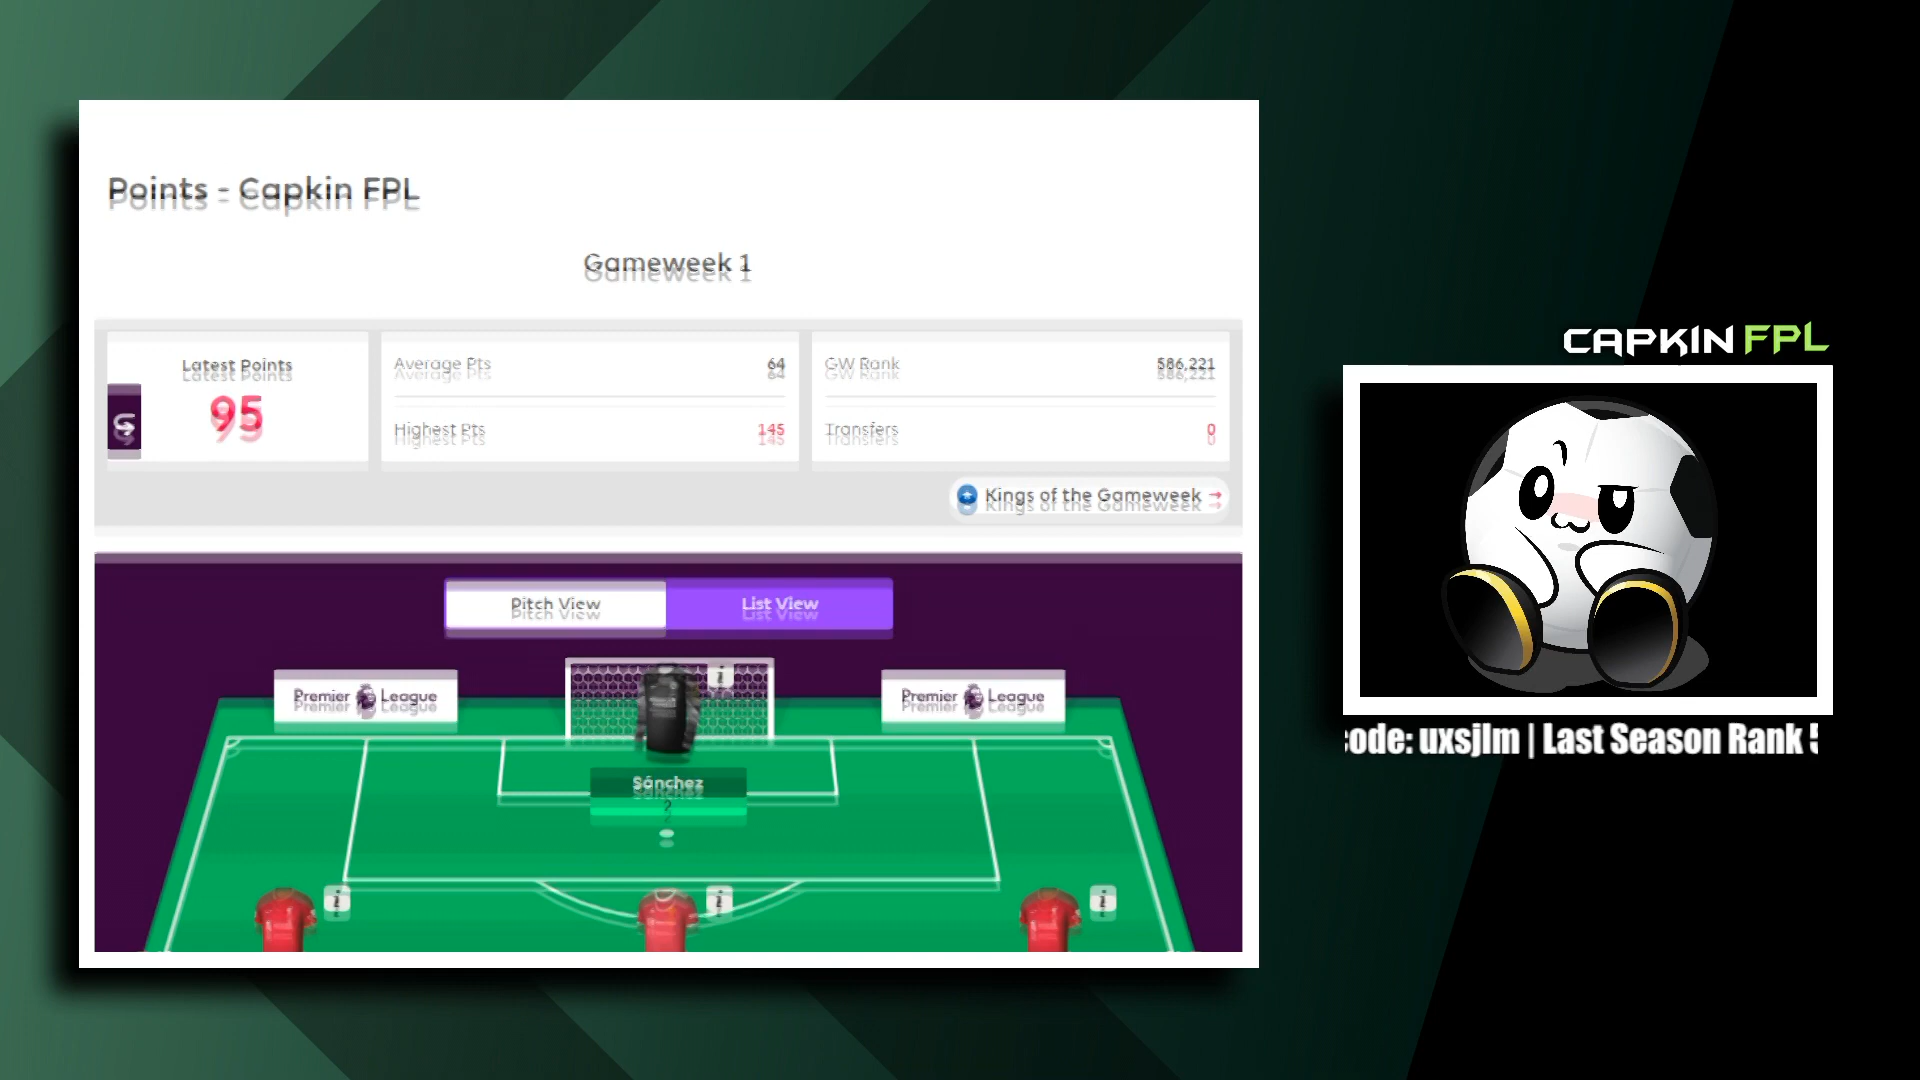 Points - Capkin FPL
Gameweek 1
Latest Points
95
Average Pts 64
Highest Pts 145
GW Rank 586,221
Transfers 0
Kings of the Gameweek →
Pitch View
List View
Premier League
Premier League
Sánchez
2
CAPKIN FPL
code: uxsjlm | Last Season Rank